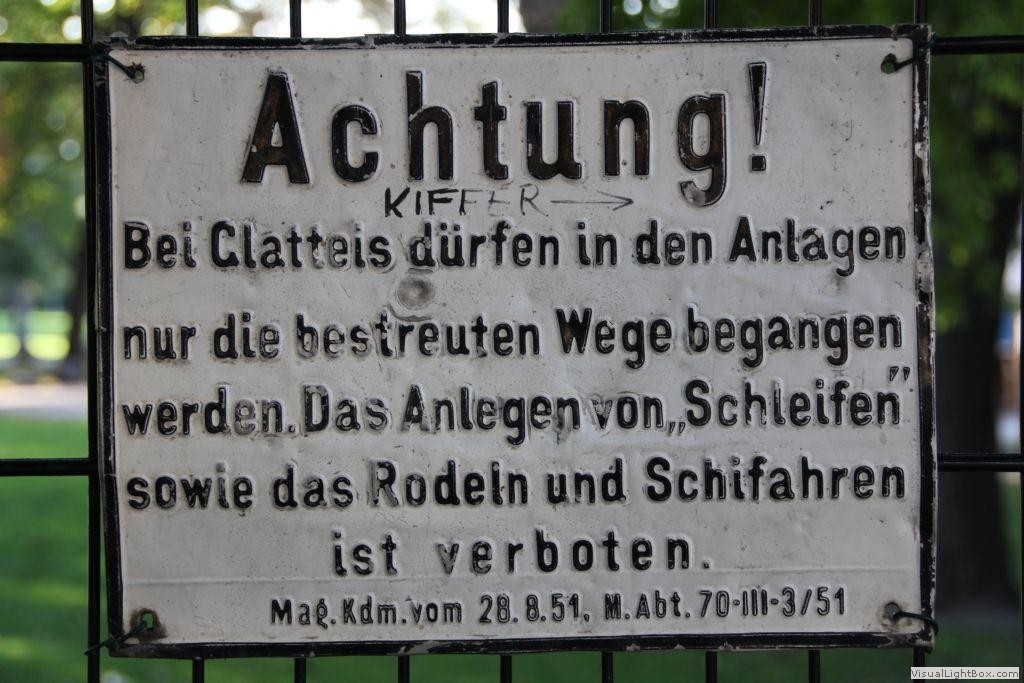 Achtung!
KIFFER →
Bei Glatteis dürfen in den Anlagen
nur die bestreuten Wege begangen
werden. Das Anlegen von „Schleifen”
sowie das Rodeln und Schifahren
ist verboten.
Mag. Kdm. vom 28.8.51, M. Abt. 70-III-3/51
VisualLightBox.com